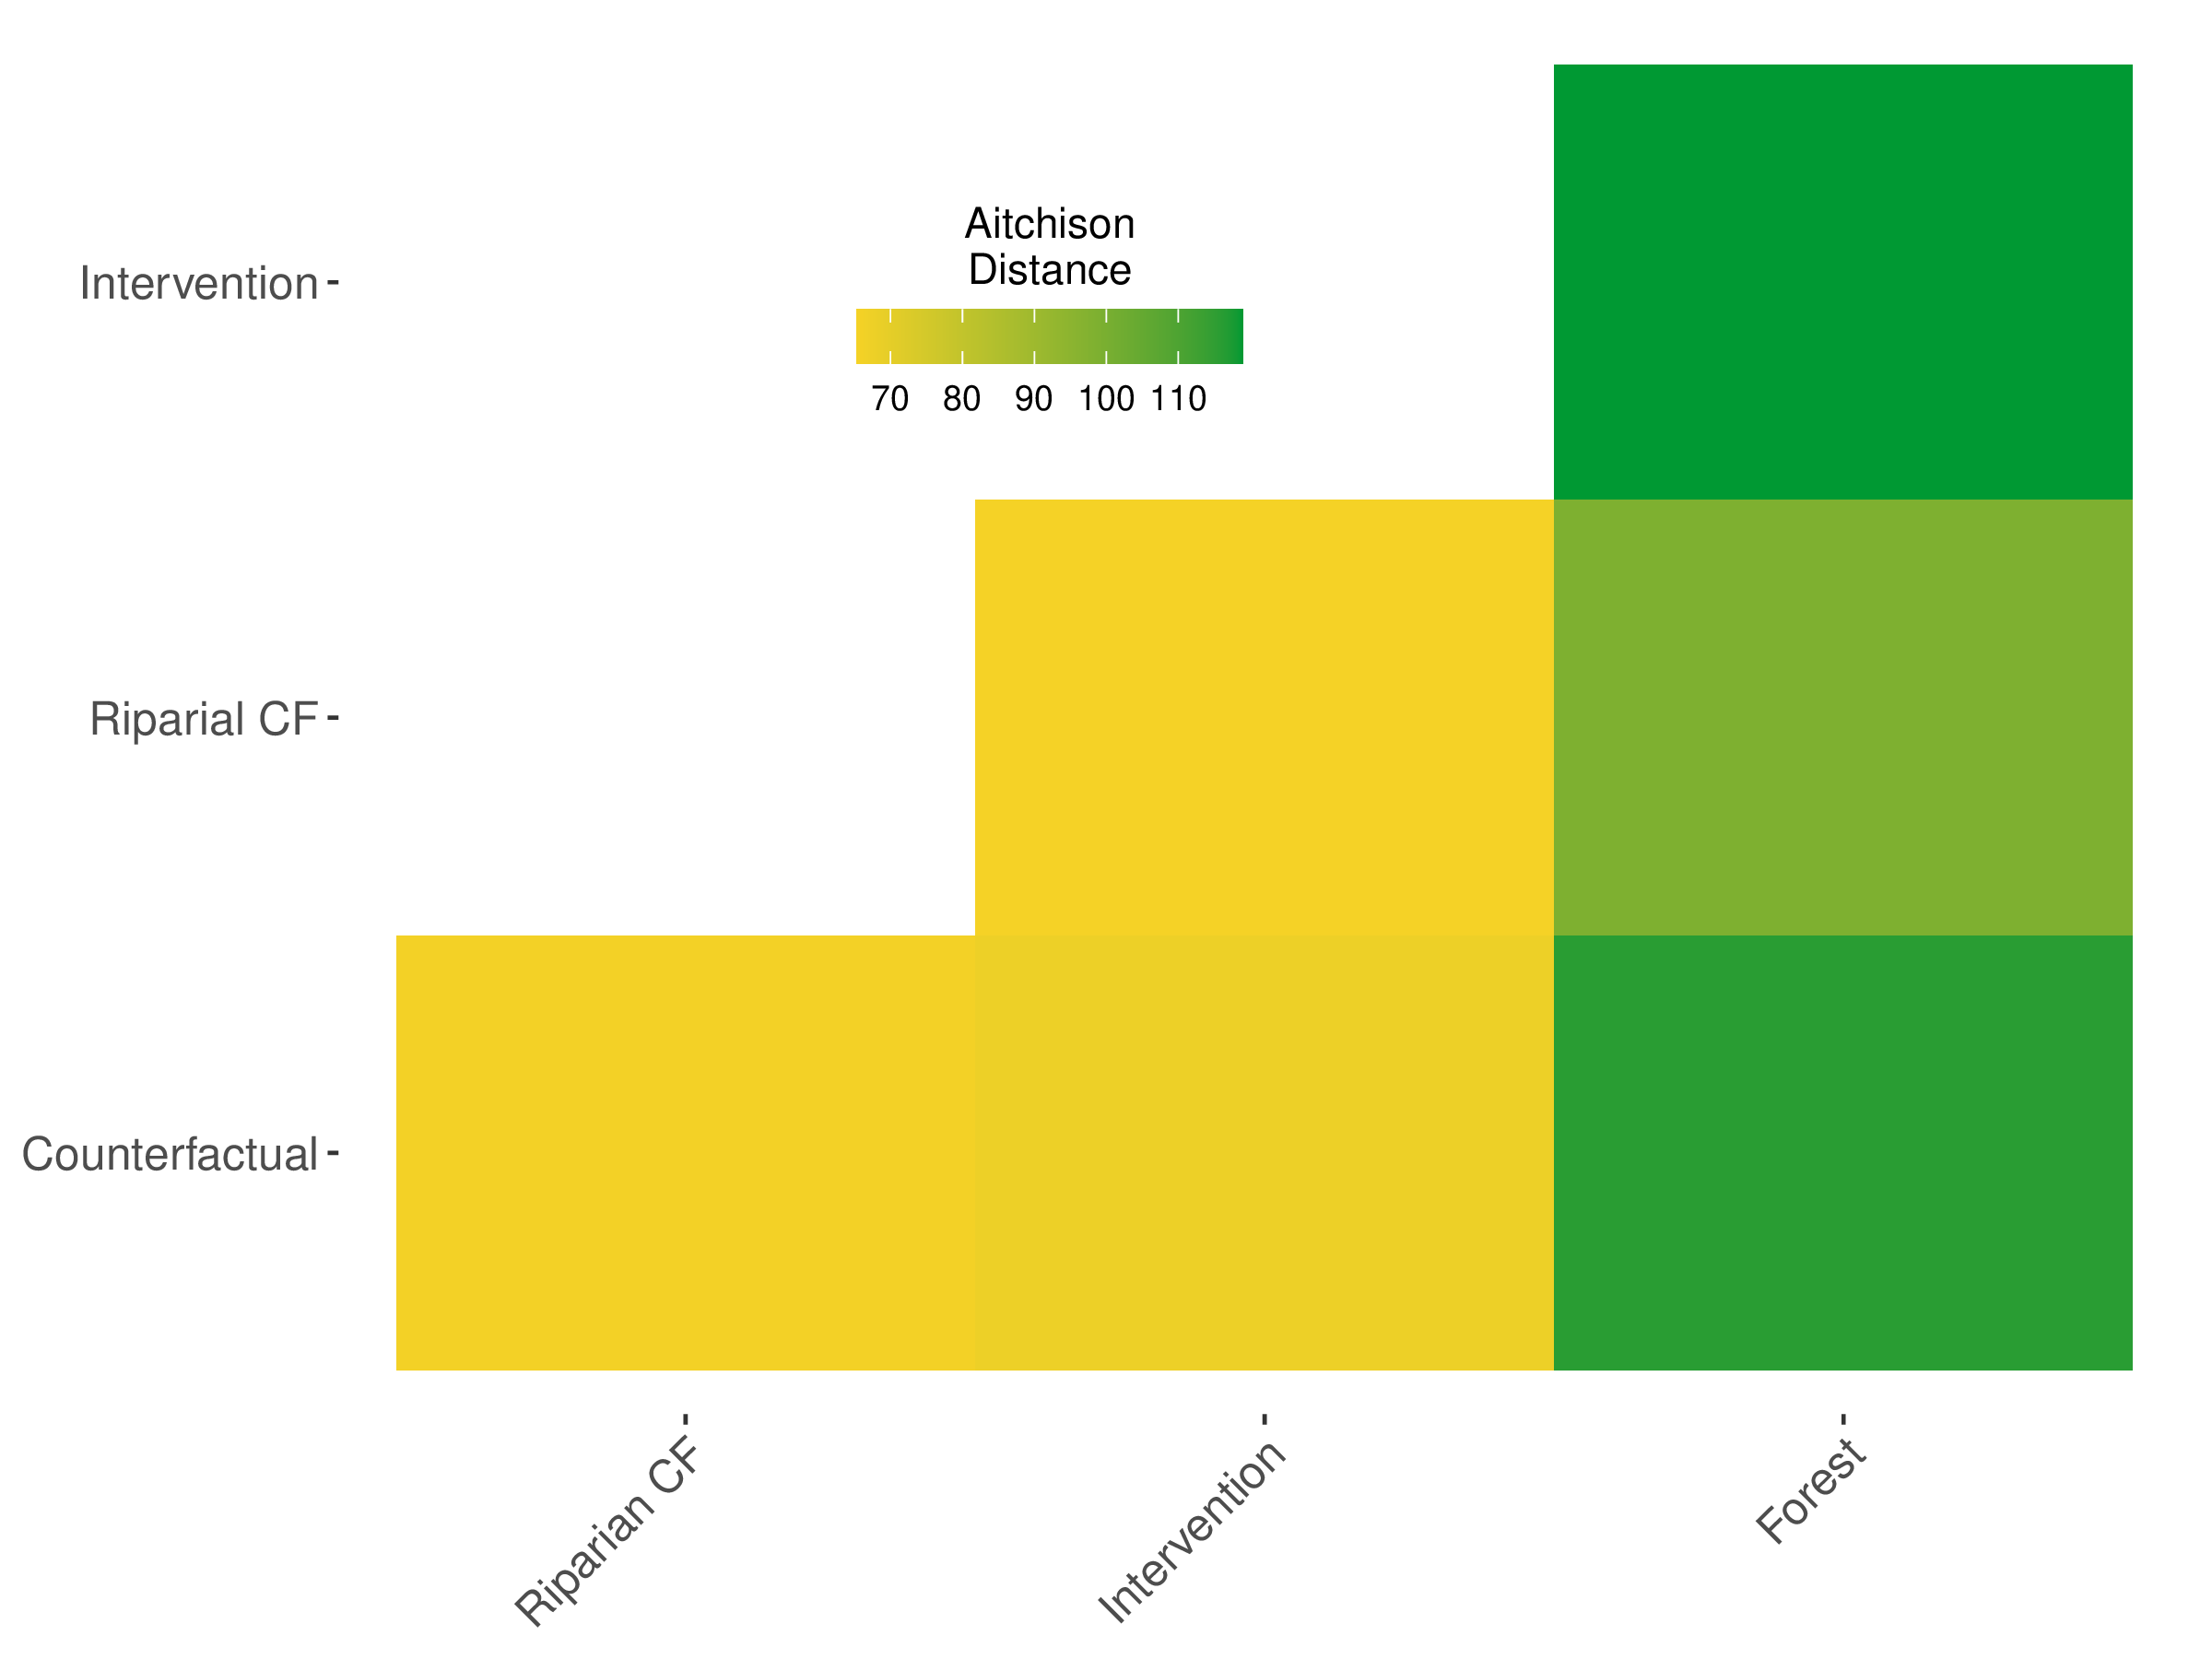 Aitchison
Distance
70 80 90 100 110
Intervention
Riparial CF
Counterfactual
Riparian CF
Intervention
Forest